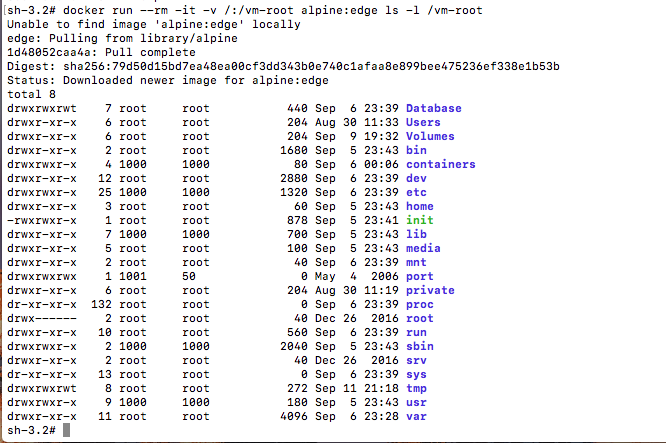 sh-3.2# docker run --rm -it -v /:/vm-root alpine:edge ls -l /vm-root
Unable to find image 'alpine:edge' locally
edge: Pulling from library/alpine
1d48052caa4a: Pull complete
Digest: sha256:79d50d15bd7ea48ea00cf3dd343b0e740c1afaa8e899bee475236ef338e1b53b
Status: Downloaded newer image for alpine:edge
total 8
drwxrwxrwt 7 root root 440 Sep 6 23:39 Database
drwxr-xr-x 6 root root 204 Aug 30 11:33 Users
drwxr-xr-x 6 root root 204 Sep 9 19:32 Volumes
drwxr-xr-x 2 root root 1680 Sep 5 23:43 bin
drwxrwxr-x 4 1000 1000 80 Sep 6 00:06 containers
drwxr-xr-x 12 root root 2880 Sep 6 23:39 dev
drwxr-xr-x 25 1000 1000 1320 Sep 6 23:39 etc
drwxr-xr-x 3 root root 60 Sep 5 23:43 home
-rwxrwxr-x 1 root root 878 Sep 5 23:41 init
drwxr-xr-x 7 1000 1000 700 Sep 5 23:43 lib
drwxr-xr-x 5 root root 100 Sep 5 23:43 media
drwxr-xr-x 2 root root 40 Sep 6 23:39 mnt
drwxrwxrwx 1 1001 50 0 May 4 2006 port
drwxr-xr-x 6 root root 204 Aug 30 11:19 private
dr-xr-xr-x 132 root root 0 Sep 6 23:39 proc
drwx------ 2 root root 40 Dec 26 2016 root
drwxr-xr-x 10 root root 560 Sep 6 23:39 run
drwxrwxr-x 2 1000 1000 2040 Sep 5 23:43 sbin
drwxr-xr-x 2 root root 40 Dec 26 2016 srv
dr-xr-xr-x 13 root root 0 Sep 6 23:39 sys
drwxrwxrwt 8 root root 272 Sep 11 21:18 tmp
drwxrwxr-x 9 1000 1000 180 Sep 5 23:43 usr
drwxr-xr-x 11 root root 4096 Sep 6 23:28 var
sh-3.2#